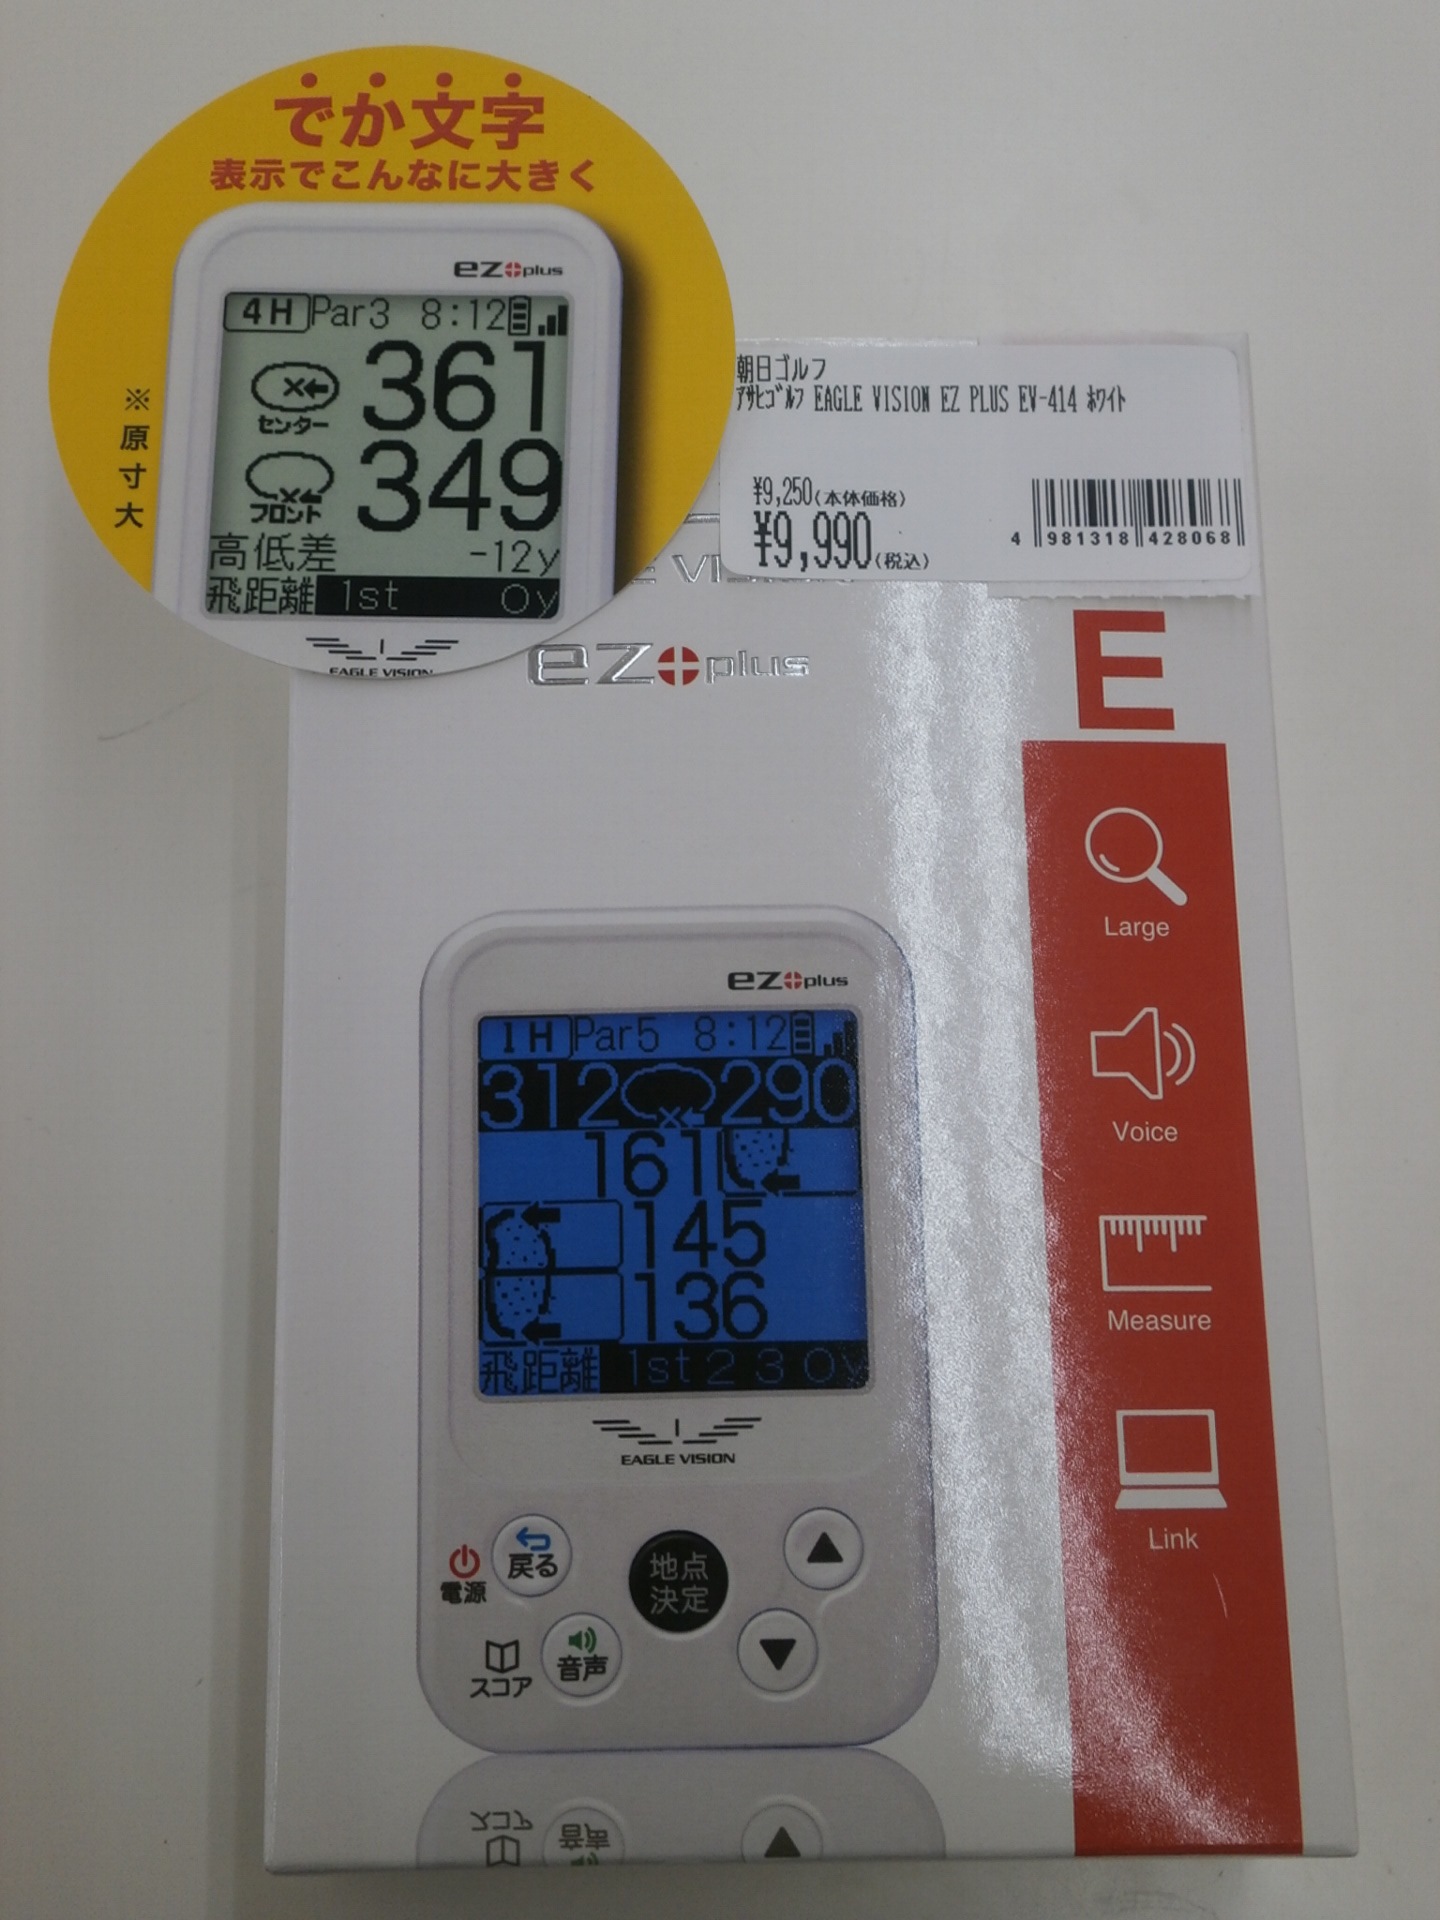 でか文字
表示でこんなに大きく
ez plus
4H Par3 8:12
センター 361
フロント 349
高低差 -12y
飛距離 1st 0y
EAGLE VISION
※原寸大
朝日ゴルフ
アサヒゴルフ EAGLE VISION EZ PLUS EV-414 ホワイト
¥9,250(本体価格)
¥9,990(税込)
4 981318 428068
ez plus
E
Large
Voice
Measure
Link
ez plus
1H Par5 8:12
312 290
161
145
136
飛距離 1st 230y
EAGLE VISION
電源
戻る
地点
決定
▲
スコア
音声
▼